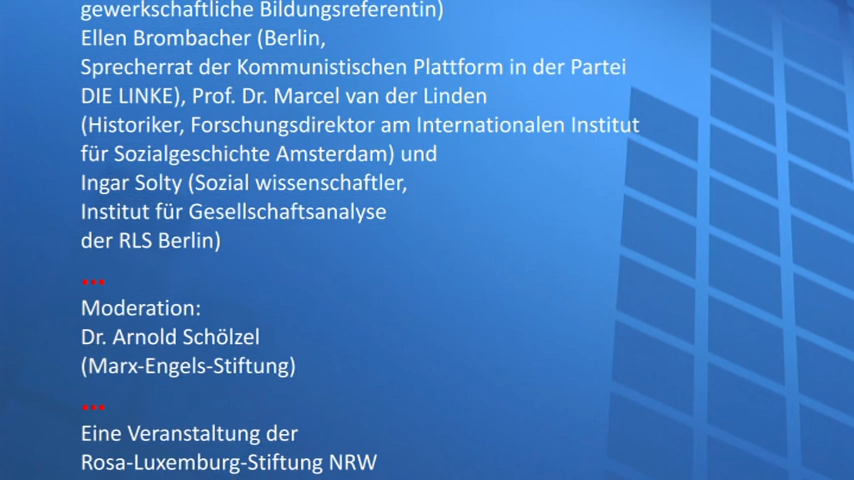 gewerkschaftliche Bildungsreferentin)
Ellen Brombacher (Berlin,
Sprecherrat der Kommunistischen Plattform in der Partei
DIE LINKE), Prof. Dr. Marcel van der Linden
(Historiker, Forschungsdirektor am Internationalen Institut
für Sozialgeschichte Amsterdam) und
Ingar Solty (Sozial wissenschaftler,
Institut für Gesellschaftsanalyse
der RLS Berlin)
...
Moderation:
Dr. Arnold Schölzel
(Marx-Engels-Stiftung)
...
Eine Veranstaltung der
Rosa-Luxemburg-Stiftung NRW